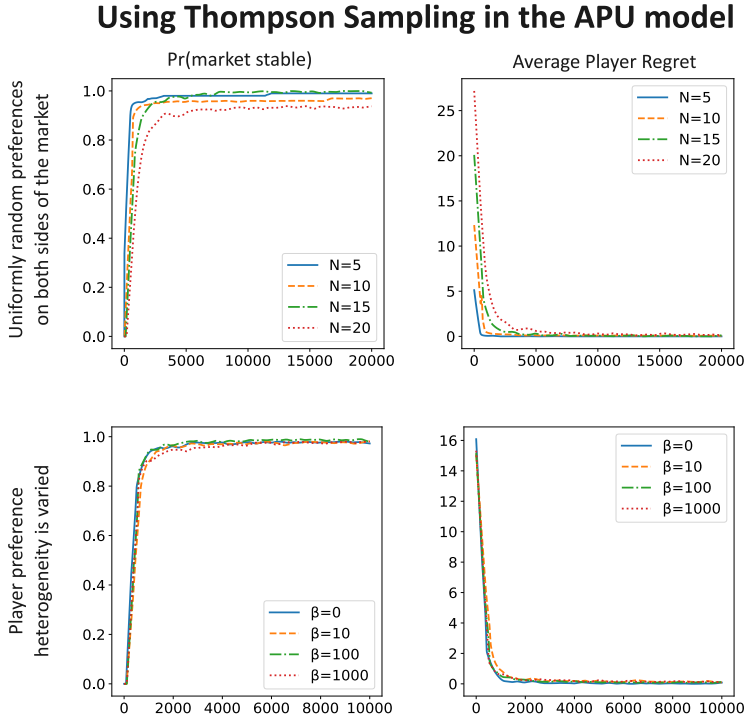 Using Thompson Sampling in the APU model
Pr(market stable)
Average Player Regret
Uniformly random preferences
on both sides of the market
1.0
0.8
0.6
0.4
0.2
0.0
N=5
N=10
N=15
N=20
0
5000
10000
15000
20000
25
20
15
10
5
0
N=5
N=10
N=15
N=20
0
5000
10000
15000
20000
Player preference
heterogeneity is varied
1.0
0.8
0.6
0.4
0.2
0.0
β=0
β=10
β=100
β=1000
0
2000
4000
6000
8000
10000
16
14
12
10
8
6
4
2
0
β=0
β=10
β=100
β=1000
0
2000
4000
6000
8000
10000